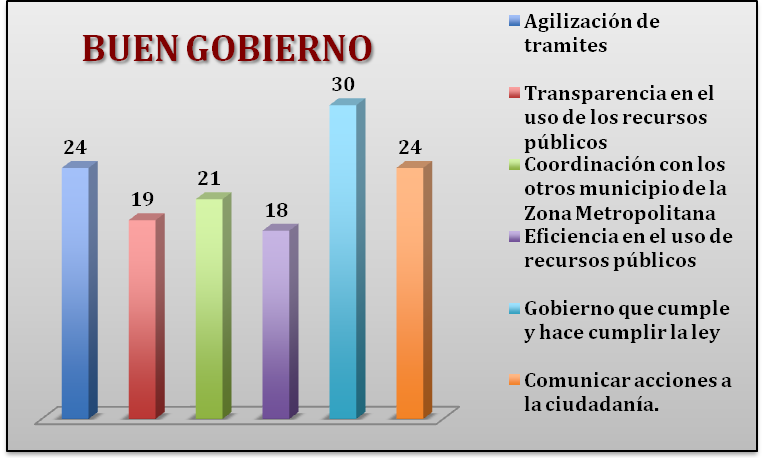 BUEN GOBIERNO
24
19
21
18
30
24
Agilización de
tramites
Transparencia en el
uso de los recursos
públicos
Coordinación con los
otros municipio de la
Zona Metropolitana
Eficiencia en el uso de
recursos públicos
Gobierno que cumple
y hace cumplir la ley
Comunicar acciones a
la ciudadanía.